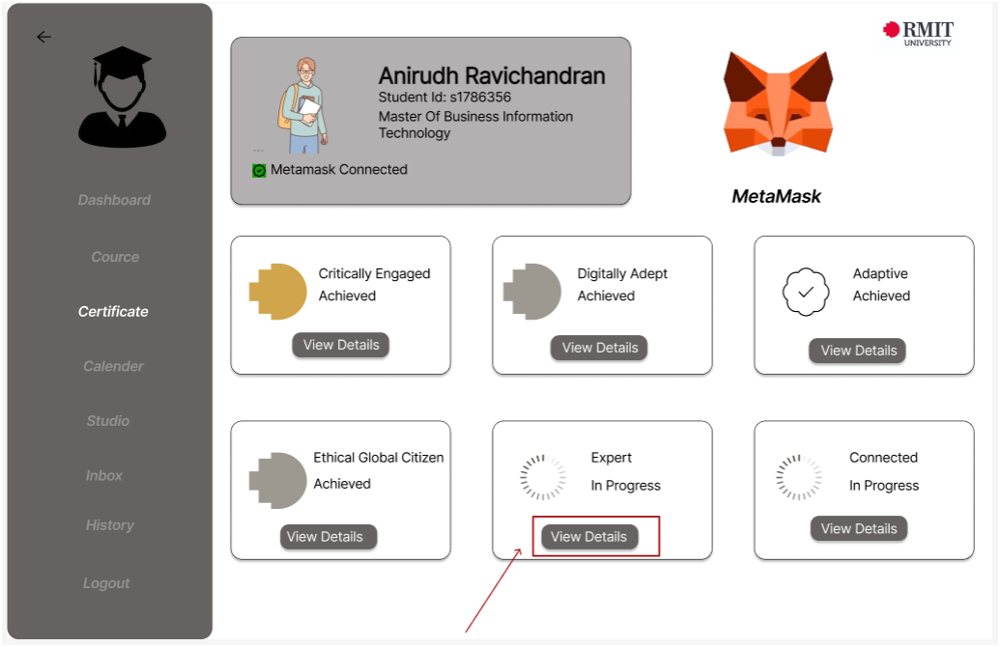 RMIT
UNIVERSITY
Anirudh Ravichandran
Student Id: s1786356
Master Of Business Information
Technology
Metamask Connected
MetaMask
Dashboard
Cource
Certificate
Calender
Studio
Inbox
History
Logout
Critically Engaged
Achieved
View Details
Digitally Adept
Achieved
View Details
Adaptive
Achieved
View Details
Ethical Global Citizen
Achieved
View Details
Expert
In Progress
View Details
Connected
In Progress
View Details